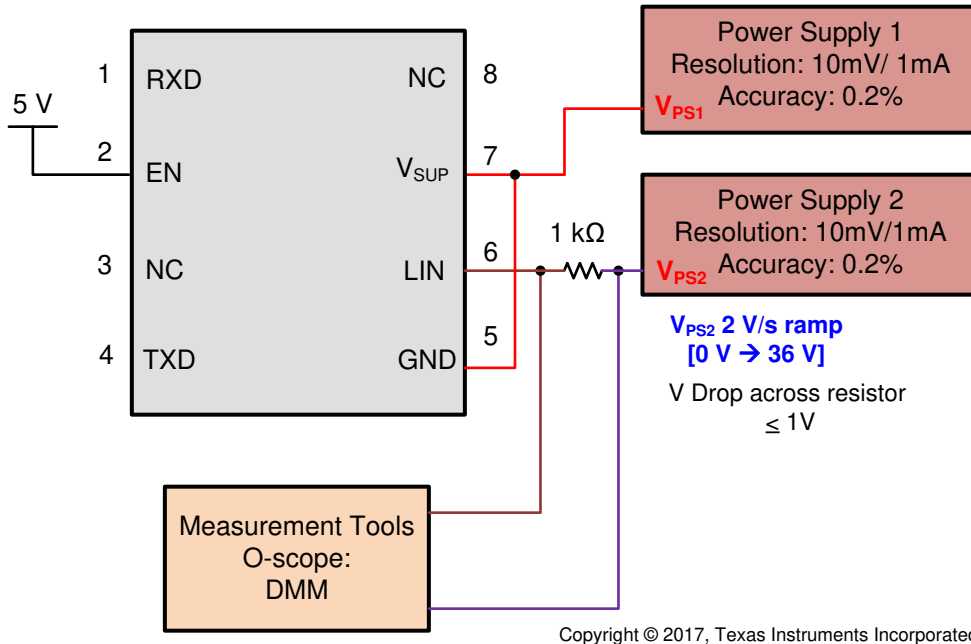 5 V
1
RXD
2
EN
3
NC
4
TXD
NC
8
VSUP
7
LIN
6
GND
5
1 kΩ
Power Supply 1
Resolution: 10mV/ 1mA
Accuracy: 0.2%
VPS1
Power Supply 2
Resolution: 10mV/1mA
Accuracy: 0.2%
VPS2
VPS2 2 V/s ramp
[0 V → 36 V]
V Drop across resistor
≤ 1V
Measurement Tools
O-scope:
DMM
Copyright © 2017, Texas Instruments Incorporated